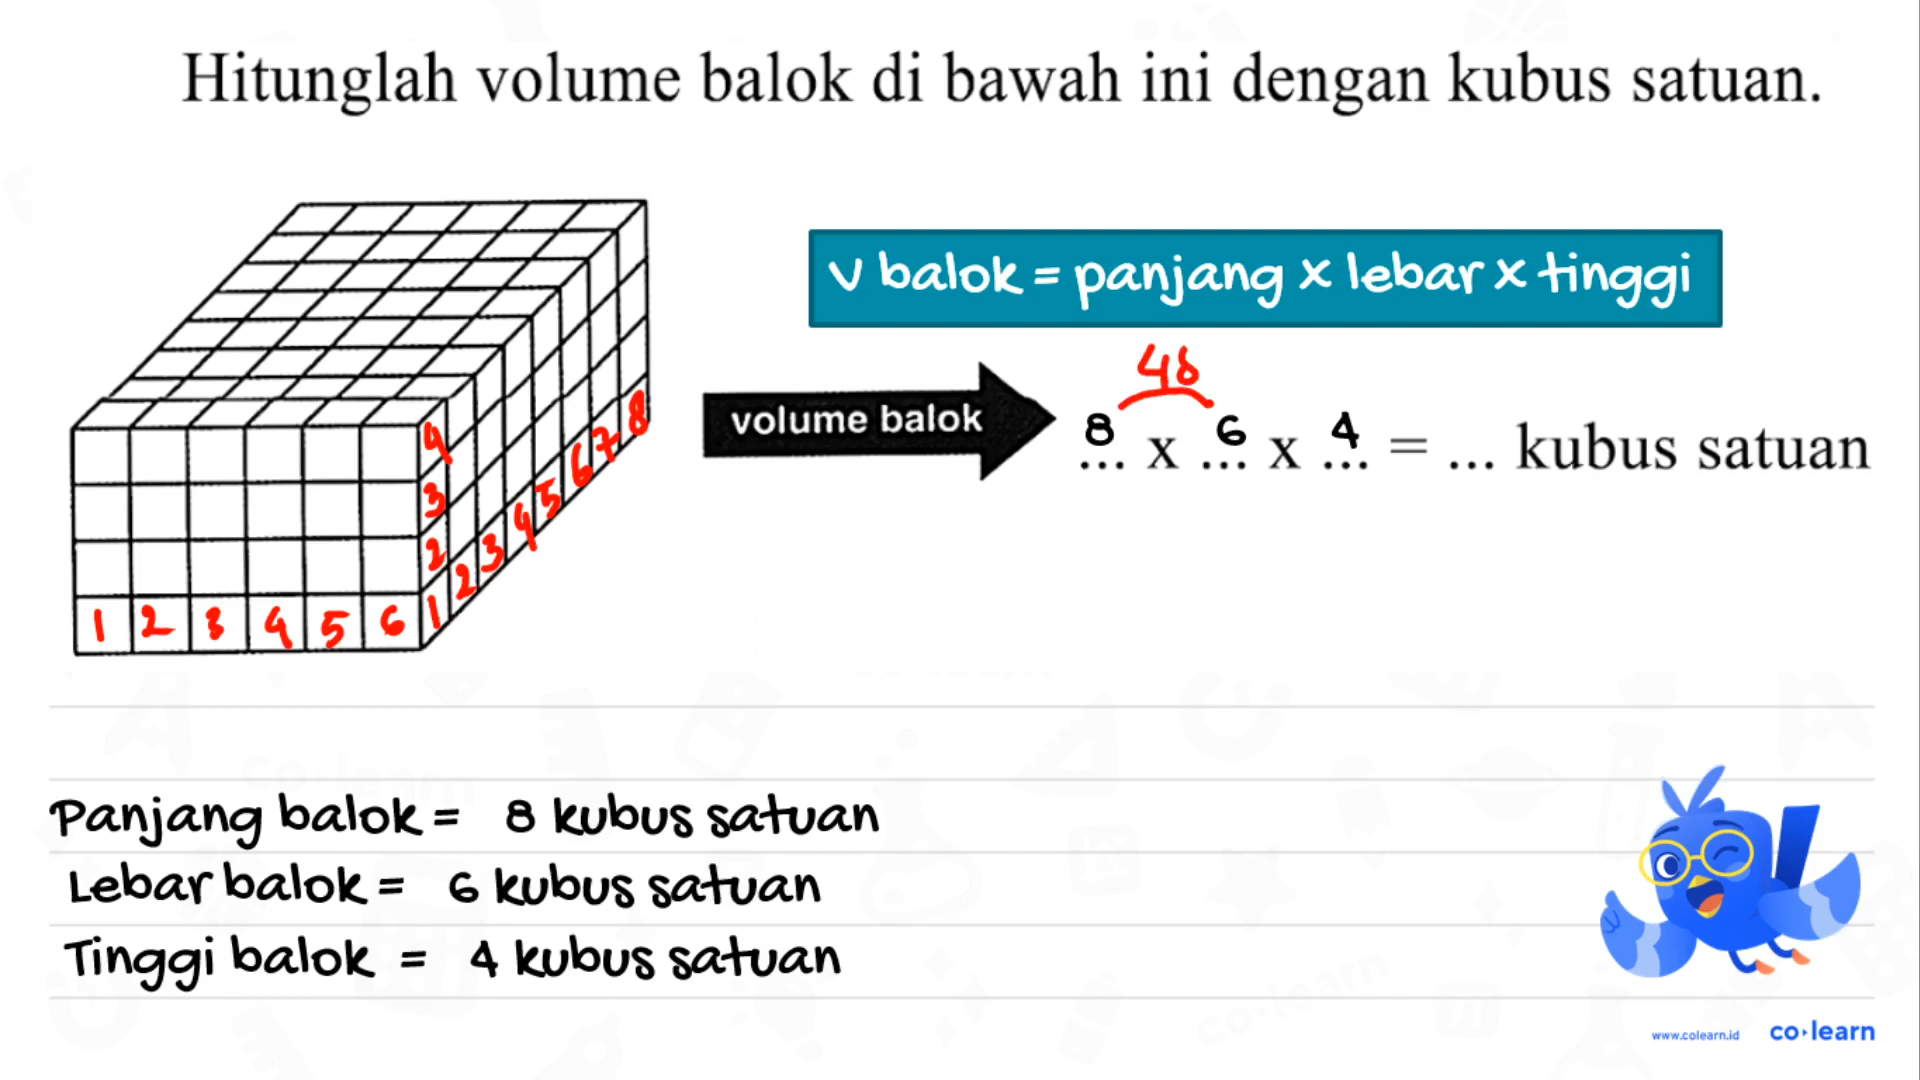 Hitunglah volume balok di bawah ini dengan kubus satuan.
V balok = panjang x lebar x tinggi
48
volume balok
8 x 6 x 4 = ... kubus satuan
4
3
2
1 2 3 4 5 6 1 2 3 4 5 6 7 8
Panjang balok = 8 kubus satuan
Lebar balok = 6 kubus satuan
Tinggi balok = 4 kubus satuan
www.colearn.id co·learn